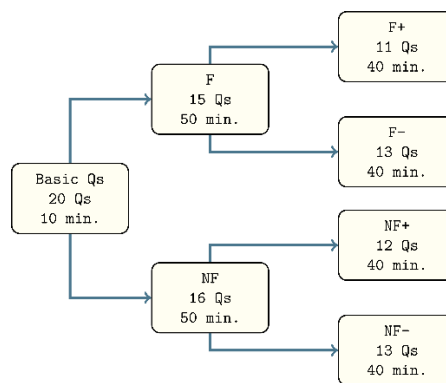 F+
11 Qs
40 min.
F
15 Qs
50 min.
F-
13 Qs
40 min.
Basic Qs
20 Qs
10 min.
NF+
12 Qs
40 min.
NF
16 Qs
50 min.
NF-
13 Qs
40 min.